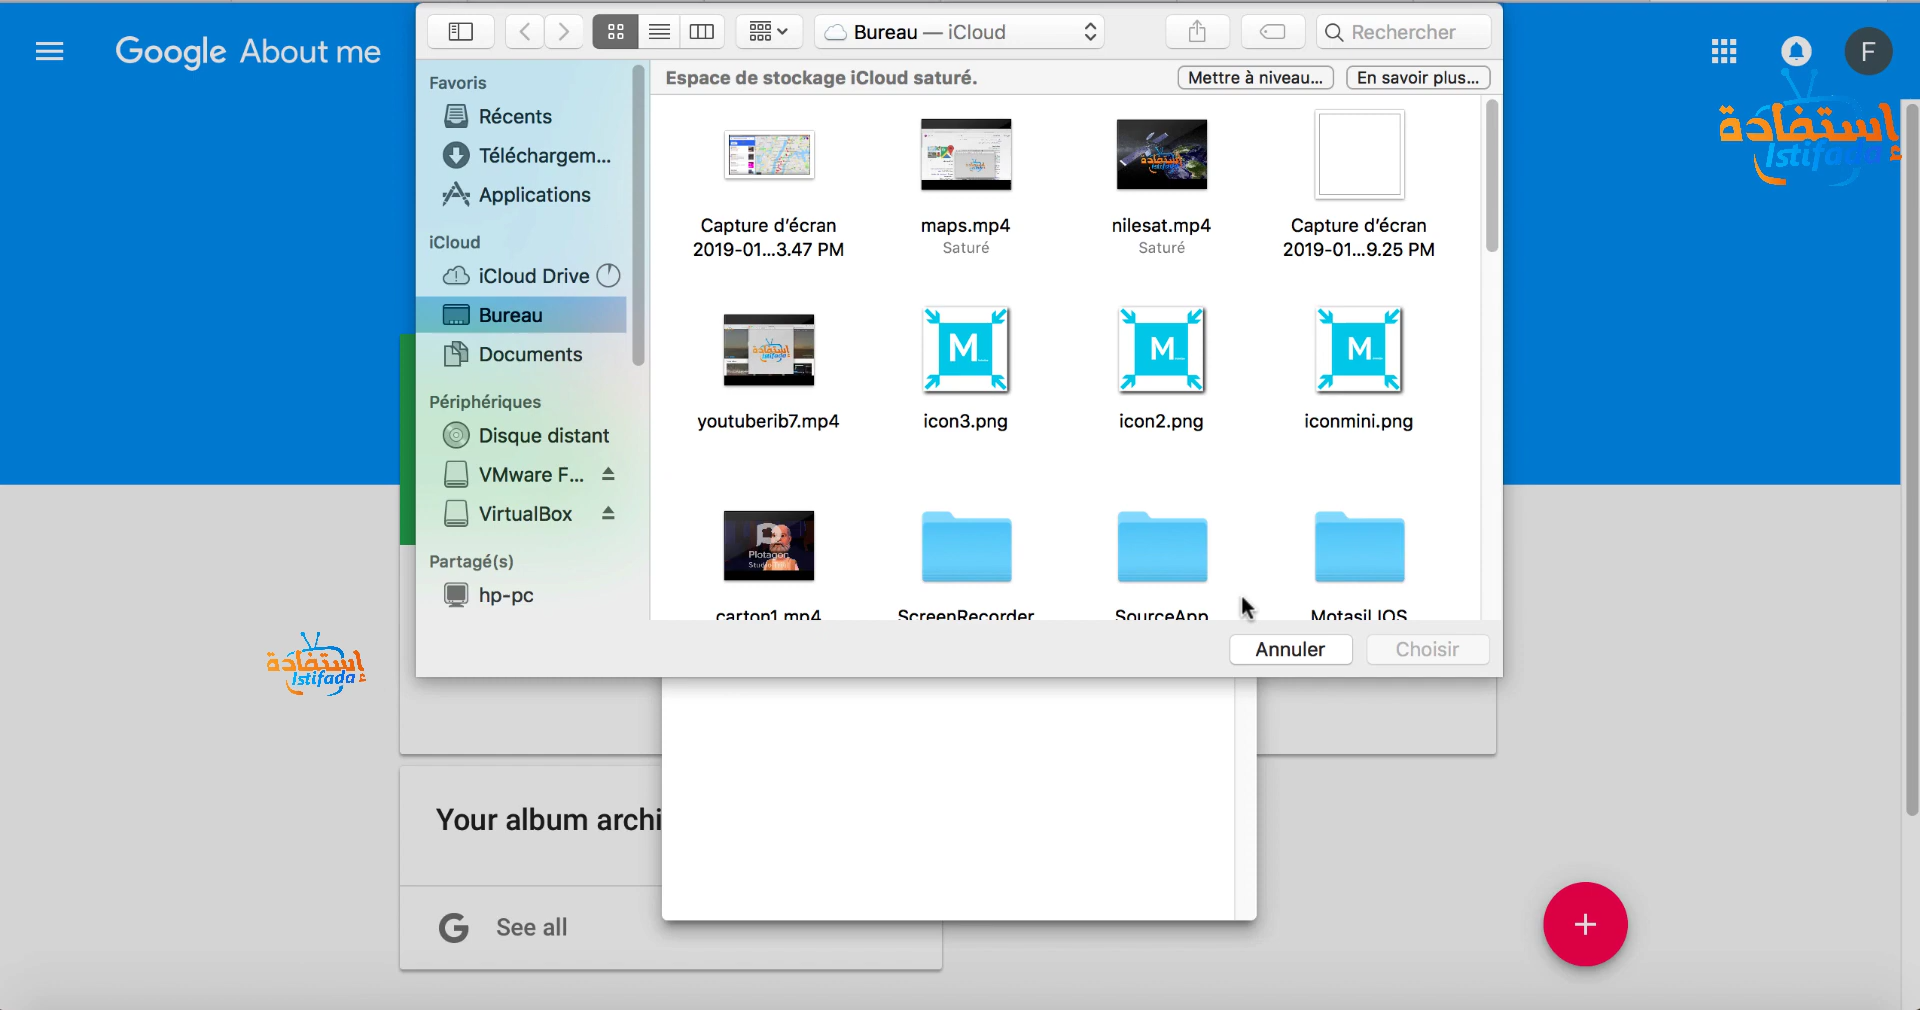 Google About me
Bureau — iCloud
Rechercher
F
Espace de stockage iCloud saturé.
Mettre à niveau...
En savoir plus...
Favoris
Récents
Téléchargem...
Applications
iCloud
iCloud Drive
Bureau
Documents
Périphériques
Disque distant
VMware F...
VirtualBox
Partagé(s)
hp-pc
Capture d'écran
2019-01...3.47 PM
maps.mp4
Saturé
nilesat.mp4
Saturé
Capture d'écran
2019-01...9.25 PM
youtuberib7.mp4
M
icon3.png
M
icon2.png
M
iconmini.png
Plotagon
carton1.mp4
ScreenRecorder
SourceApp
Motasil IOS
Annuler
Choisir
إستفادة
Istifada
إستفادة
Istifada
Your album archi
G
See all